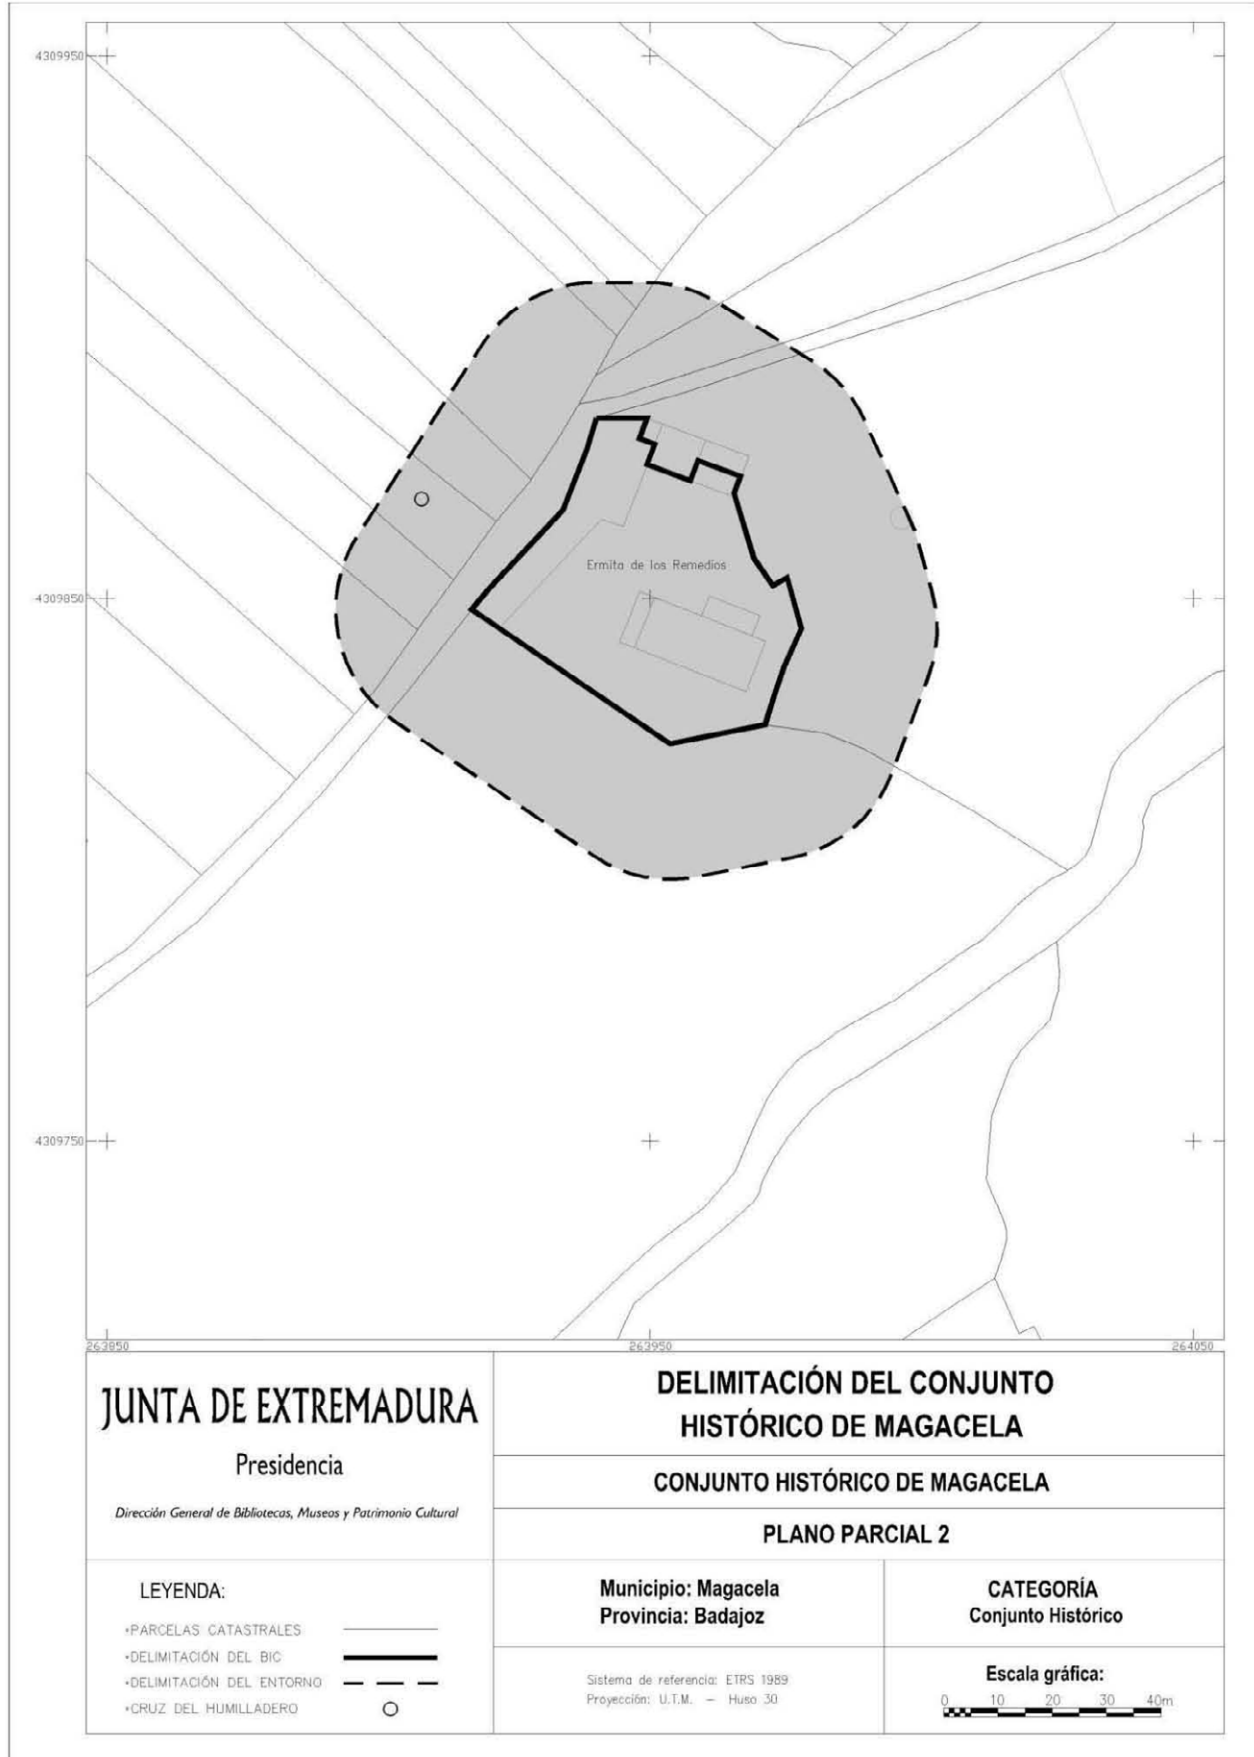 4309950
Ermita de los Remedios
4309850
4309750
263850
263950
264050
JUNTA DE EXTREMADURA
Presidencia
Dirección General de Bibliotecas, Museos y Patrimonio Cultural
DELIMITACIÓN DEL CONJUNTO
HISTÓRICO DE MAGACELA
CONJUNTO HISTÓRICO DE MAGACELA
PLANO PARCIAL 2
LEYENDA:
•PARCELAS CATASTRALES
•DELIMITACIÓN DEL BIC
•DELIMITACIÓN DEL ENTORNO
•CRUZ DEL HUMILLADERO
Municipio: Magacela
Provincia: Badajoz
CATEGORÍA
Conjunto Histórico
Sistema de referencia: ETRS 1989
Proyección: U.T.M. – Huso 30
Escala gráfica:
0 10 20 30 40m